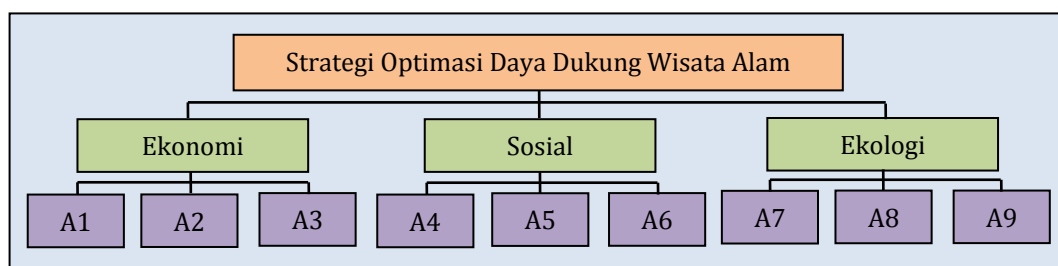 Strategi Optimasi Daya Dukung Wisata Alam
Ekonomi
Sosial
Ekologi
A1
A2
A3
A4
A5
A6
A7
A8
A9